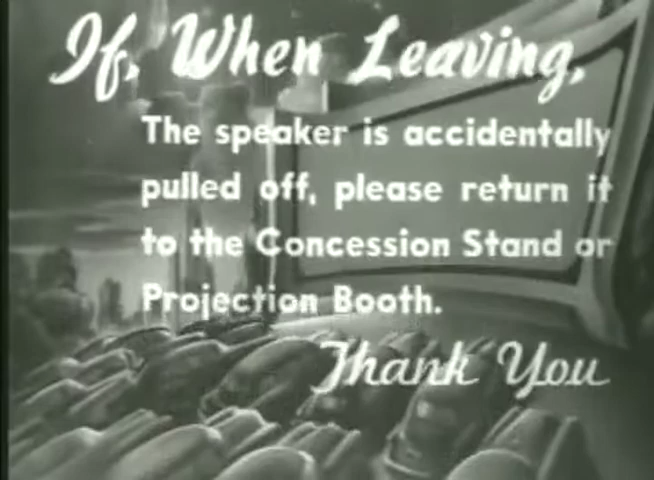 If, When Leaving,
The speaker is accidentally
pulled off, please return it
to the Concession Stand or
Projection Booth.
Thank You